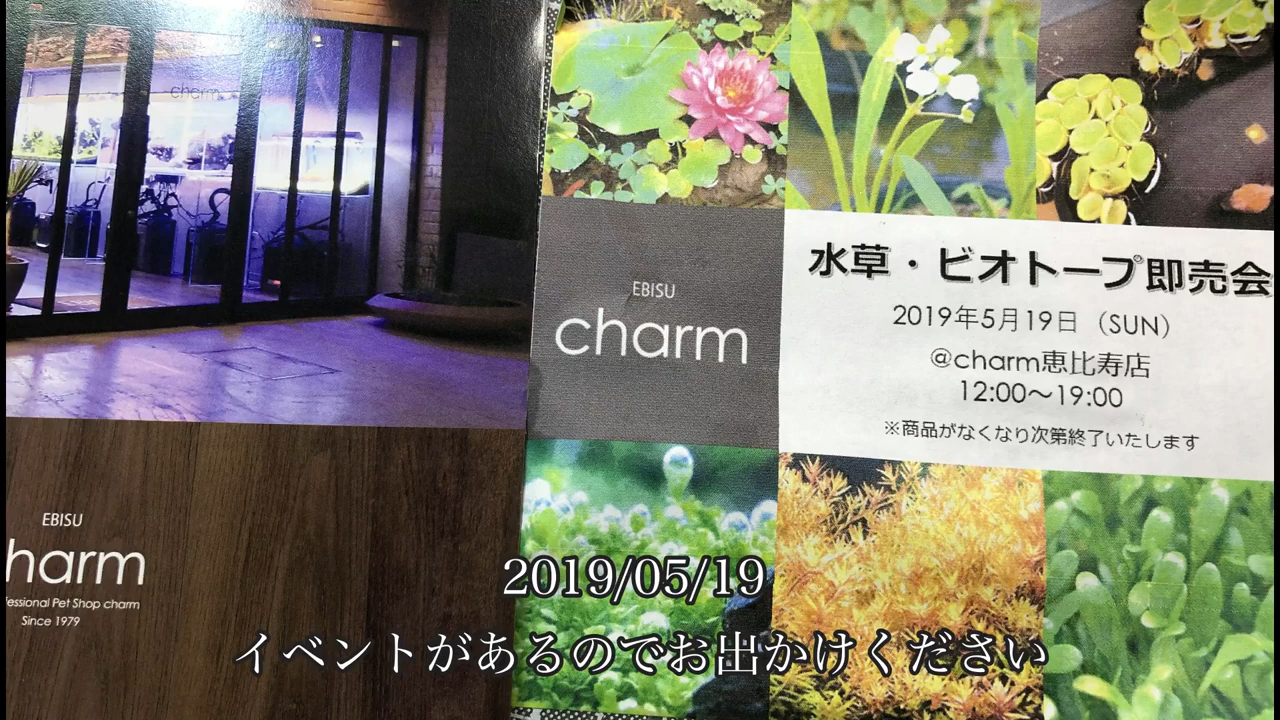 charm
EBISU
charm
水草・ビオトープ即売会
2019年5月19日（SUN）
@charm恵比寿店
12:00〜19:00
※商品がなくなり次第終了いたします
EBISU
harm
essional Pet Shop charm
Since 1979
2019/05/19
イベントがあるのでお出かけください